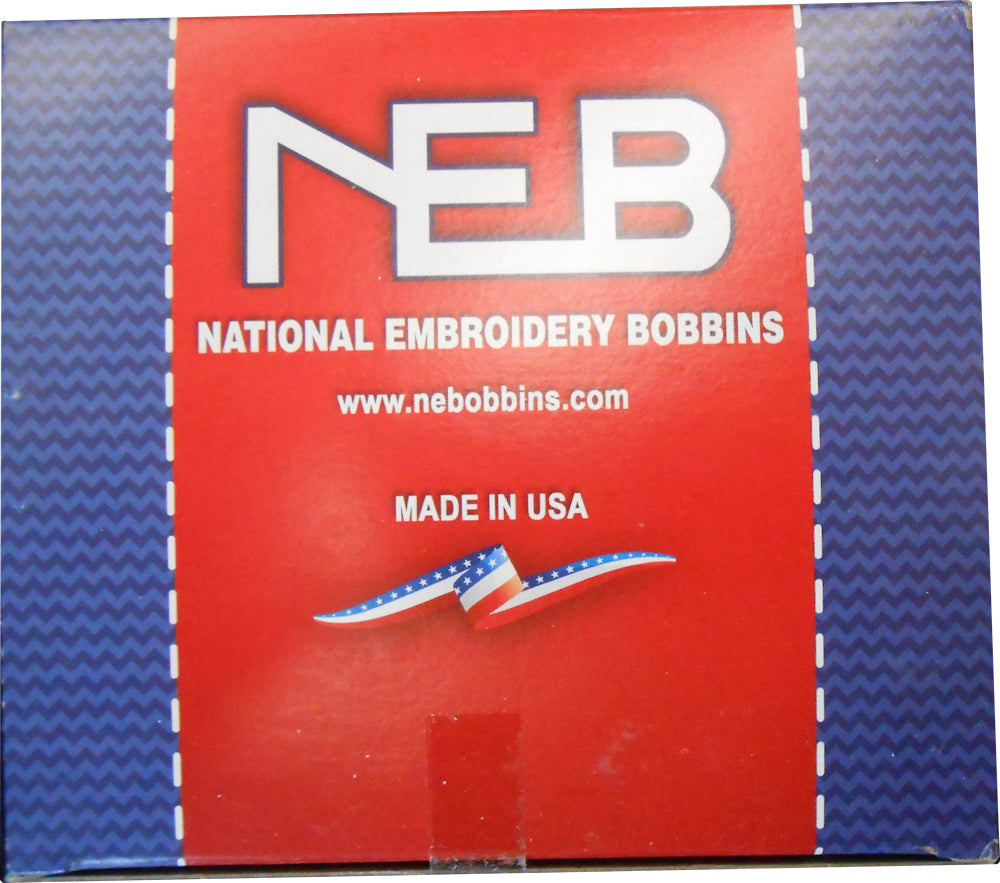 NEB
NATIONAL EMBROIDERY BOBBINS
www.nebobbins.com
MADE IN USA